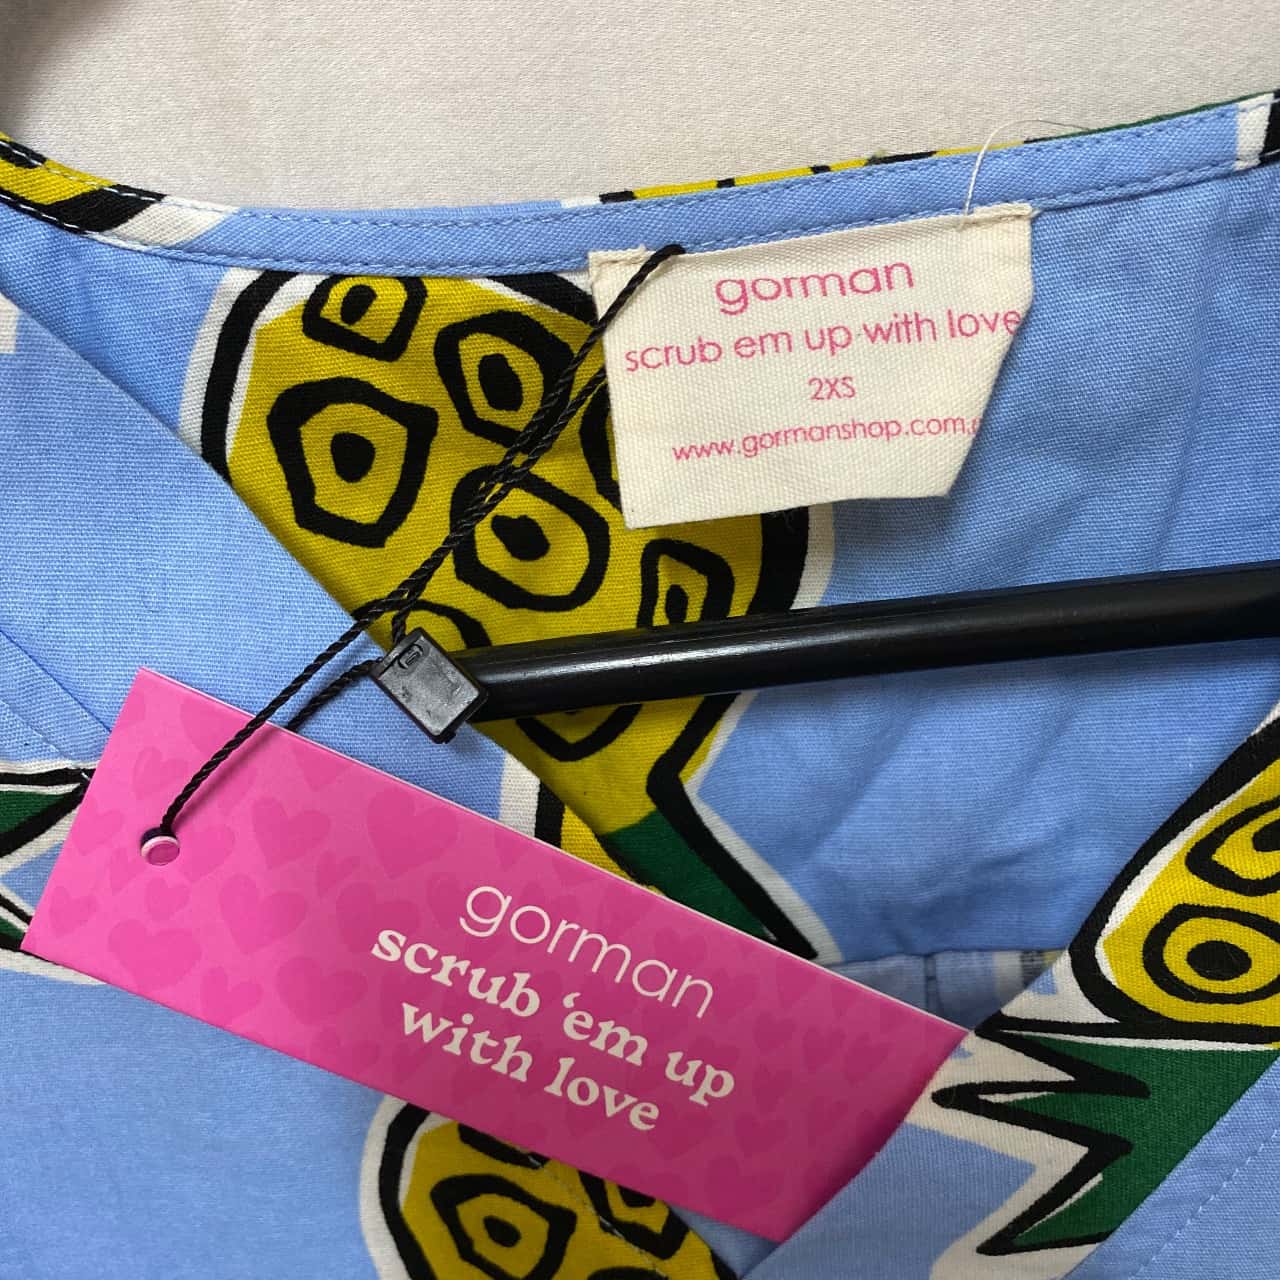 gorman
scrub em up with love
2XS
www.gormanshop.com.
gorman
scrub ‘em up
with love